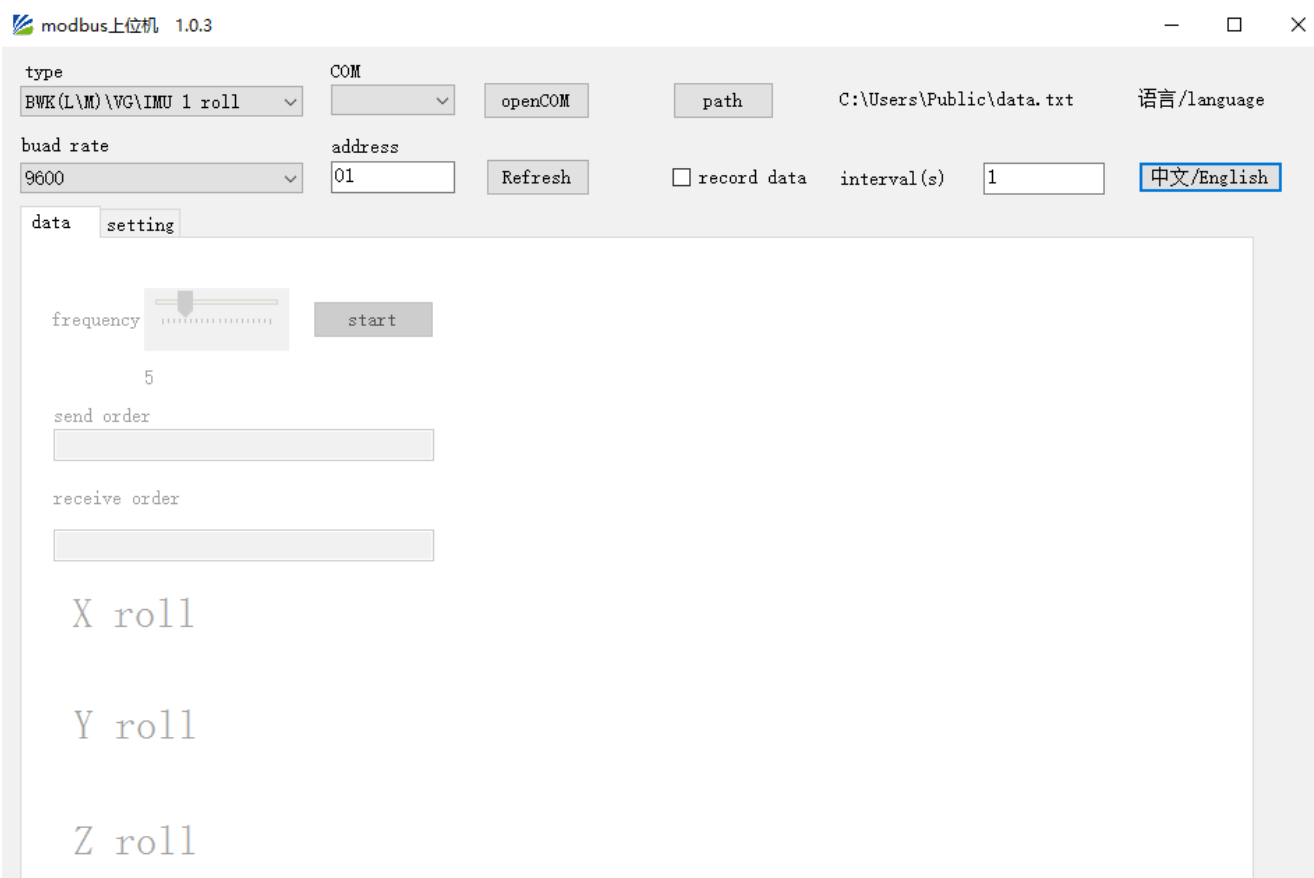 modbus上位机 1.0.3
type COM
BWK(L\M)\VG\IMU 1 roll openCOM path C:\Users\Public\data.txt 语言/language
buad rate address
9600 01 Refresh record data interval(s) 1 中文/English
data setting
frequency start
5
send order
receive order
X roll
Y roll
Z roll